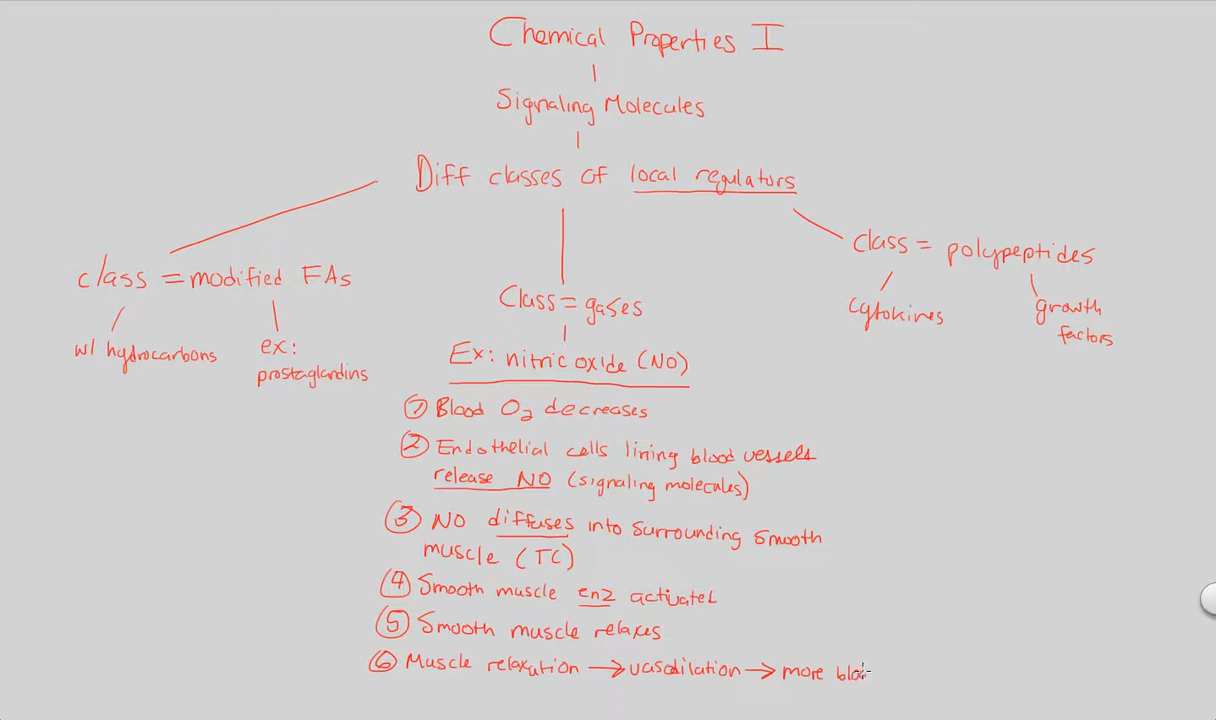 Chemical Properties I
Signaling Molecules
Diff classes of local regulators
class = modified FAs
w/ hydrocarbons
ex:
prostaglandins
Class = gases
Ex: nitric oxide (NO)
① Blood O₂ decreases
② Endothelial cells lining blood vessels
release NO (signaling molecules)
③ NO diffuses into surrounding smooth
muscle (TC)
④ Smooth muscle enz activated
⑤ Smooth muscle relaxes
⑥ Muscle relaxation → vasodilation → more blo
class = polypeptides
cytokines
growth
factors